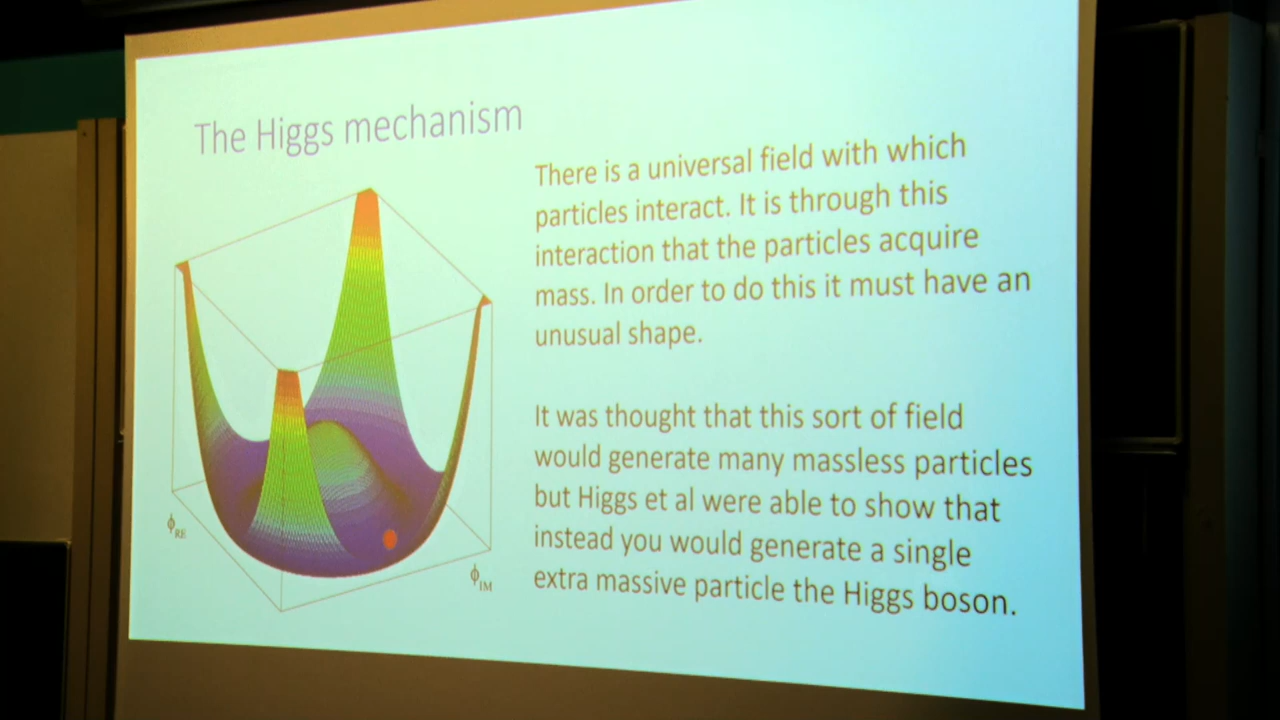 The Higgs mechanism
There is a universal field with which
particles interact. It is through this
interaction that the particles acquire
mass. In order to do this it must have an
unusual shape.
It was thought that this sort of field
would generate many massless particles
but Higgs et al were able to show that
instead you would generate a single
extra massive particle the Higgs boson.
ϕRE
ϕIM